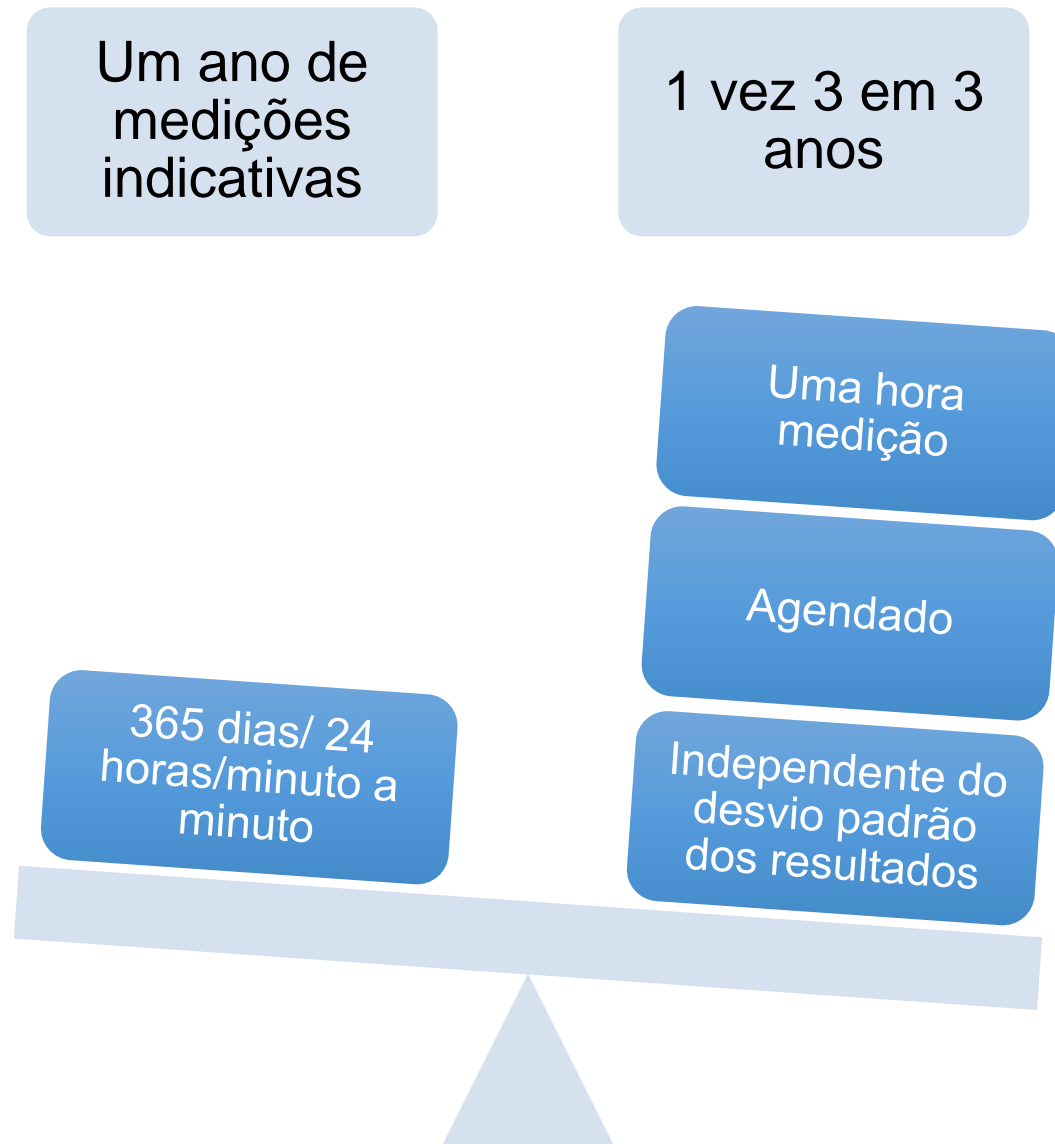 Um ano de
medições
indicativas
1 vez 3 em 3
anos
Uma hora
medição
Agendado
Independente do
desvio padrão
dos resultados
365 dias/ 24
horas/minuto a
minuto